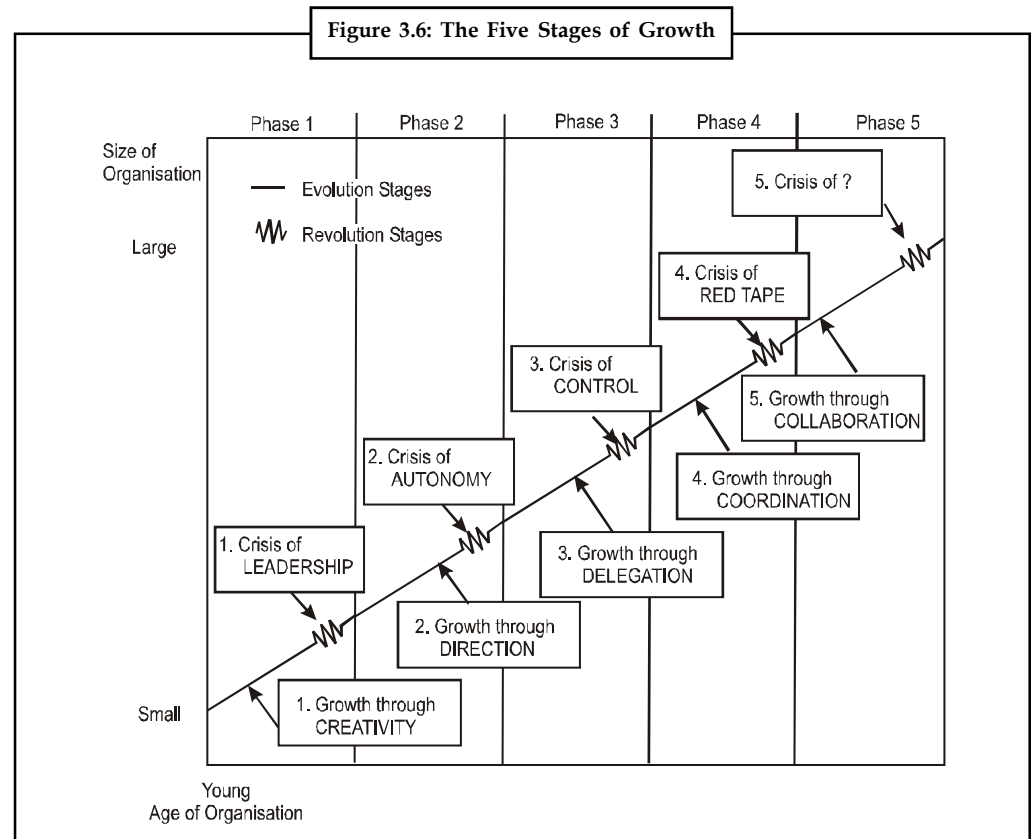 Figure 3.6: The Five Stages of Growth
Phase 1
Phase 2
Phase 3
Phase 4
Phase 5
Size of
Organisation
Evolution Stages
Revolution Stages
Large
5. Crisis of ?
4. Crisis of
RED TAPE
3. Crisis of
CONTROL
5. Growth through
COLLABORATION
2. Crisis of
AUTONOMY
4. Growth through
COORDINATION
1. Crisis of
LEADERSHIP
3. Growth through
DELEGATION
2. Growth through
DIRECTION
Small
1. Growth through
CREATIVITY
Young
Age of Organisation